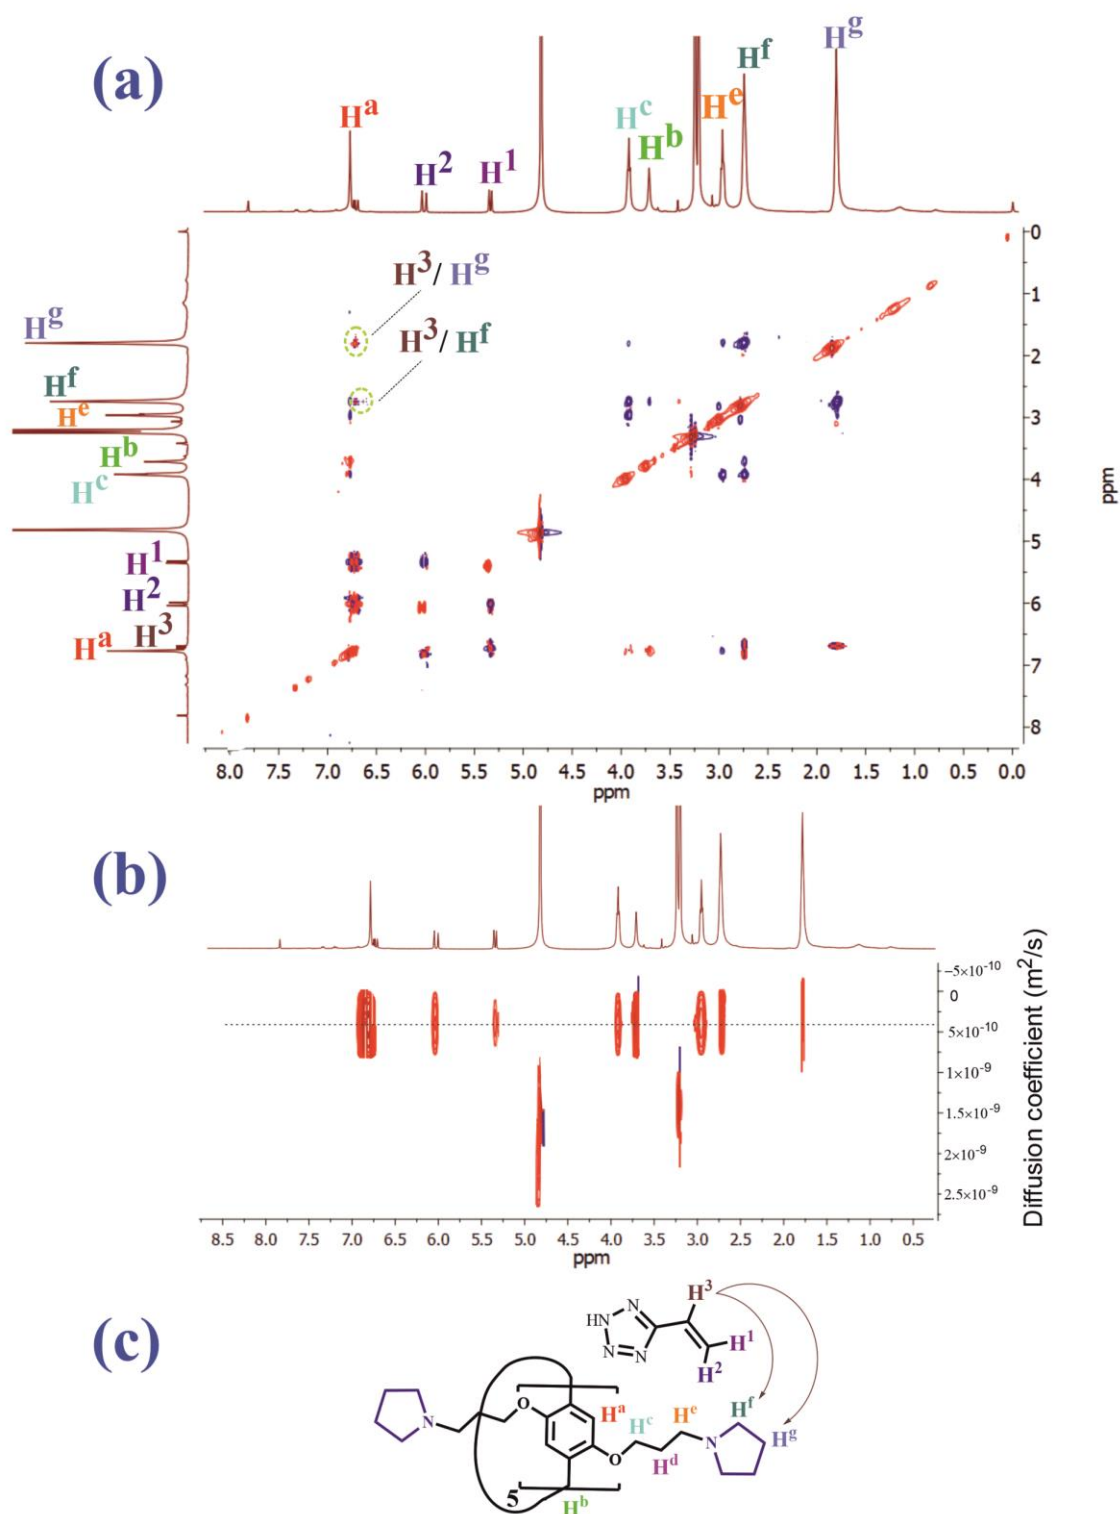 (a)
Hᵃ H² H¹ Hᶜ Hᵇ Hᵉ Hᶠ Hᵍ
H³/ Hᵍ
H³/ Hᶠ
Hᵍ
Hᶠ
Hᵉ
Hᵇ
Hᶜ
H¹
H²
H³
Hᵃ
0
1
2
3
4
5
6
7
8
ppm
8.0 7.5 7.0 6.5 6.0 5.5 5.0 4.5 4.0 3.5 3.0 2.5 2.0 1.5 1.0 0.5 0.0
ppm
(b)
-5×10⁻¹⁰
0
5×10⁻¹⁰
1×10⁻⁹
1.5×10⁻⁹
2×10⁻⁹
2.5×10⁻⁹
Diffusion coefficient (m²/s)
8.5 8.0 7.5 7.0 6.5 6.0 5.5 5.0 4.5 4.0 3.5 3.0 2.5 2.0 1.5 1.0 0.5
ppm
(c)
H³
N
HN
N N
H¹
H²
N
O
Hᵃ
Hᶜ
Hᵉ
Hᶠ
N
Hᵍ
O
Hᵈ
5
Hᵇ